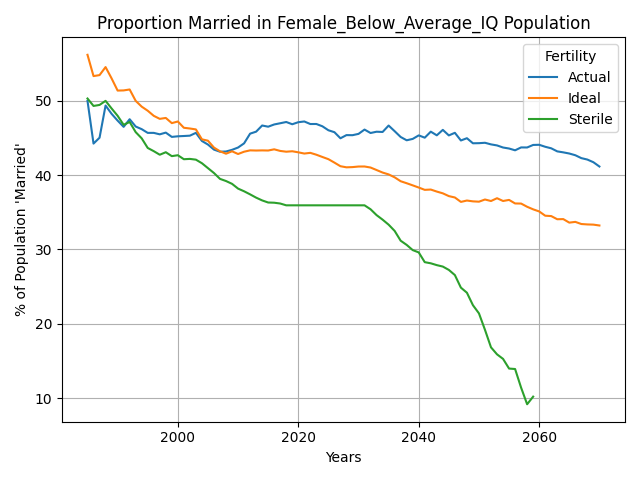 Proportion Married in Female_Below_Average_IQ Population
Fertility
Actual
Ideal
Sterile
% of Population 'Married'
50
40
30
20
10
2000
2020
2040
2060
Years